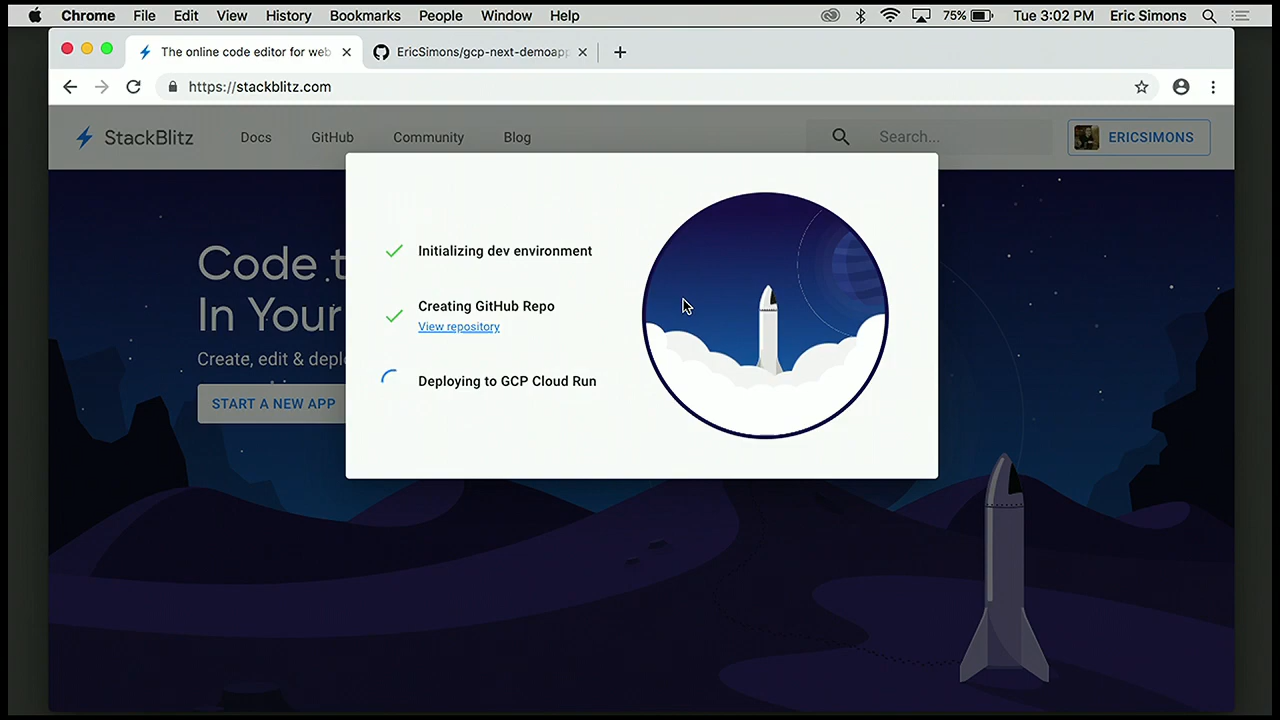 Chrome File Edit View History Bookmarks People Window Help 75% Tue 3:02 PM Eric Simons
The online code editor for web
EricSimons/gcp-next-demoapp
https://stackblitz.com
StackBlitz Docs GitHub Community Blog Search... ERICSIMONS
Code t
In Your
Create, edit & depl
START A NEW APP
Initializing dev environment
Creating GitHub Repo
View repository
Deploying to GCP Cloud Run